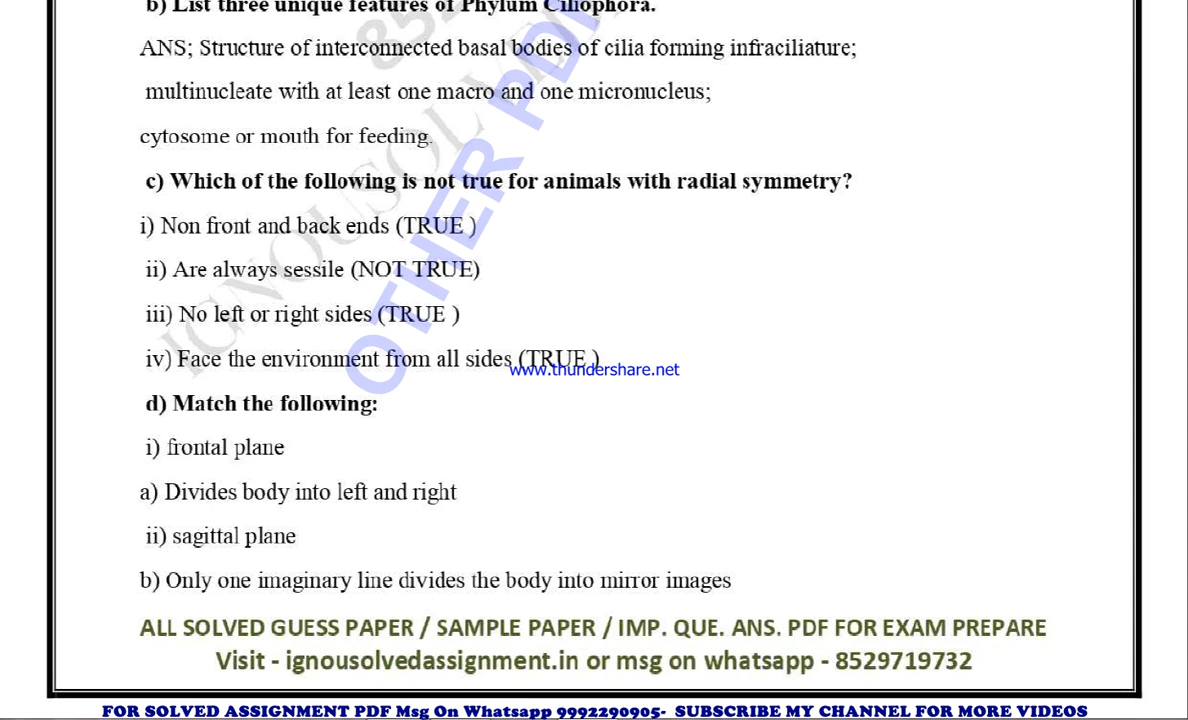 b) List three unique features of Phylum Ciliophora.
ANS; Structure of interconnected basal bodies of cilia forming infraciliature;
multinucleate with at least one macro and one micronucleus;
cytosome or mouth for feeding.
c) Which of the following is not true for animals with radial symmetry?
i) Non front and back ends (TRUE )
ii) Are always sessile (NOT TRUE)
iii) No left or right sides (TRUE )
iv) Face the environment from all sides (TRUE )
www.thundershare.net
d) Match the following:
i) frontal plane
a) Divides body into left and right
ii) sagittal plane
b) Only one imaginary line divides the body into mirror images
ALL SOLVED GUESS PAPER / SAMPLE PAPER / IMP. QUE. ANS. PDF FOR EXAM PREPARE
Visit - ignousolvedassignment.in or msg on whatsapp - 8529719732
FOR SOLVED ASSIGNMENT PDF Msg On Whatsapp 9992290905- SUBSCRIBE MY CHANNEL FOR MORE VIDEOS
OTHER PDF